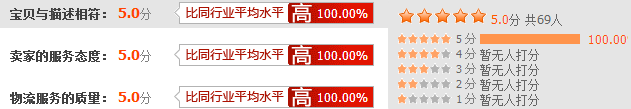 宝贝与描述相符： 5.0分 比同行业平均水平 高 100.00%
卖家的服务态度： 5.0分 比同行业平均水平 高 100.00%
物流服务的质量： 5.0分 比同行业平均水平 高 100.00%
5.0分 共69人
5 分 100.00
4 分 暂无人打分
3 分 暂无人打分
2 分 暂无人打分
1 分 暂无人打分